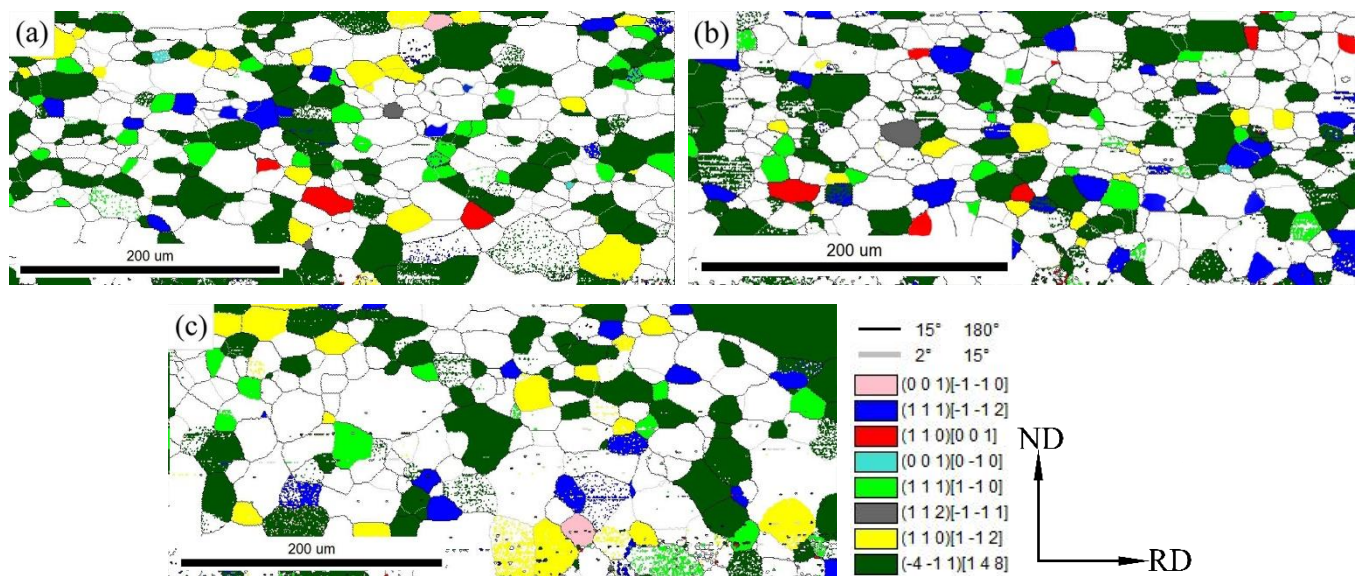 (a)
200 um
(b)
200 um
(c)
200 um
15° 180°
2° 15°
(0 0 1)[-1 -1 0]
(1 1 1)[-1 -1 2]
(1 1 0)[0 0 1]
(0 0 1)[0 -1 0]
(1 1 1)[1 -1 0]
(1 1 2)[-1 -1 1]
(1 1 0)[1 -1 2]
(-4 -1 1)[1 4 8]
ND
RD